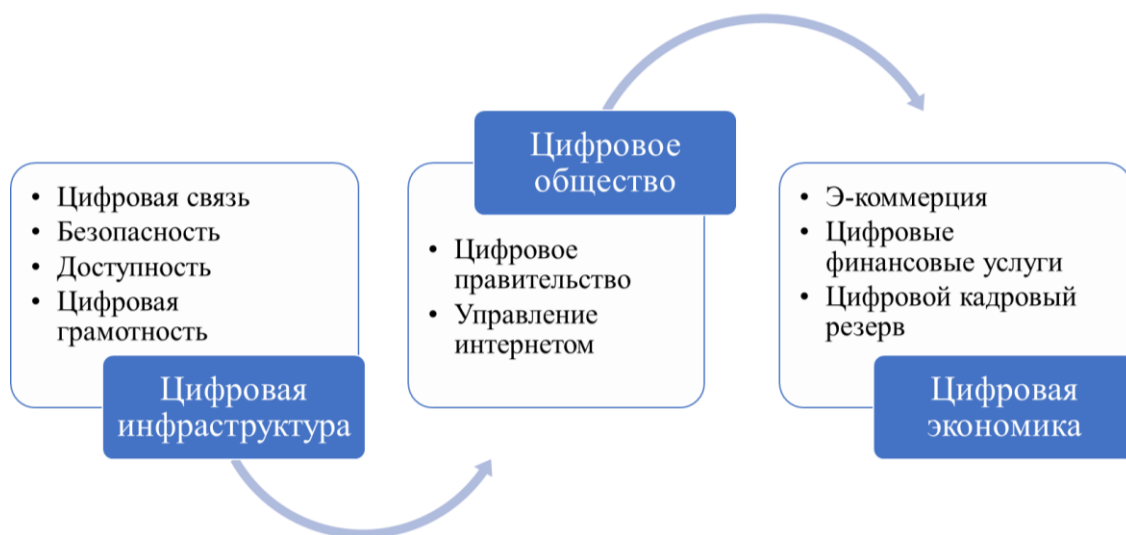 • Цифровая связь
• Безопасность
• Доступность
• Цифровая
грамотность
Цифровая
инфраструктура
Цифровое
общество
• Цифровое
правительство
• Управление
интернетом
• Э-коммерция
• Цифровые
финансовые услуги
• Цифровой кадровый
резерв
Цифровая
экономика